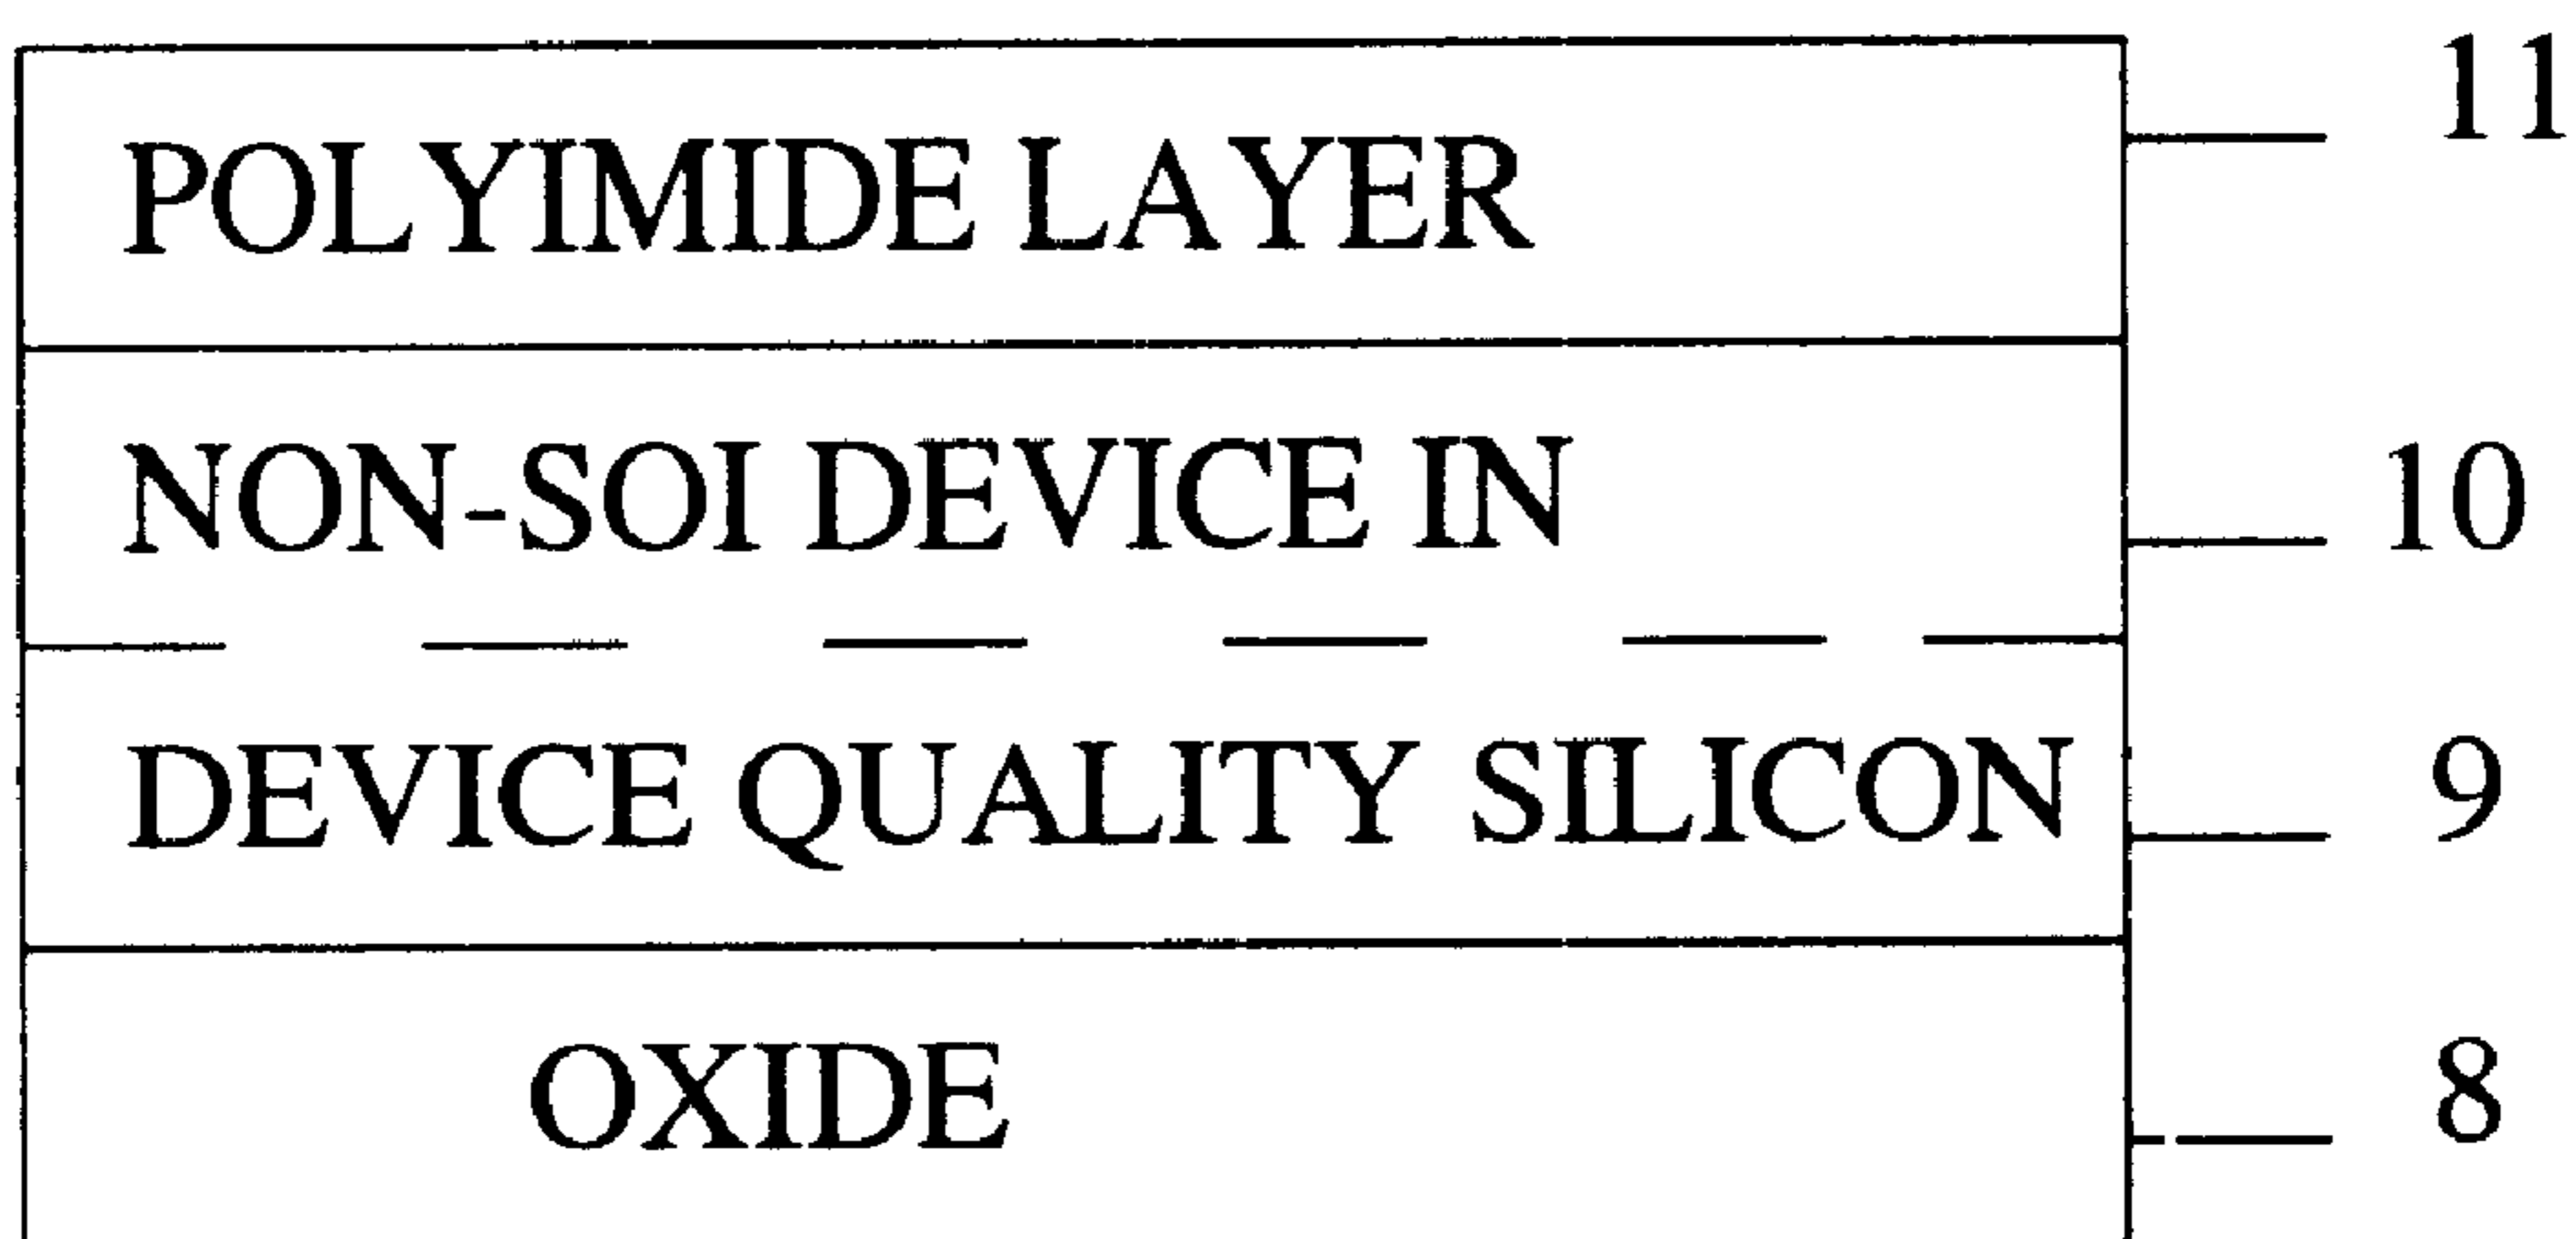 POLYIMIDE LAYER 11
NON-SOI DEVICE IN 10
DEVICE QUALITY SILICON 9
OXIDE 8